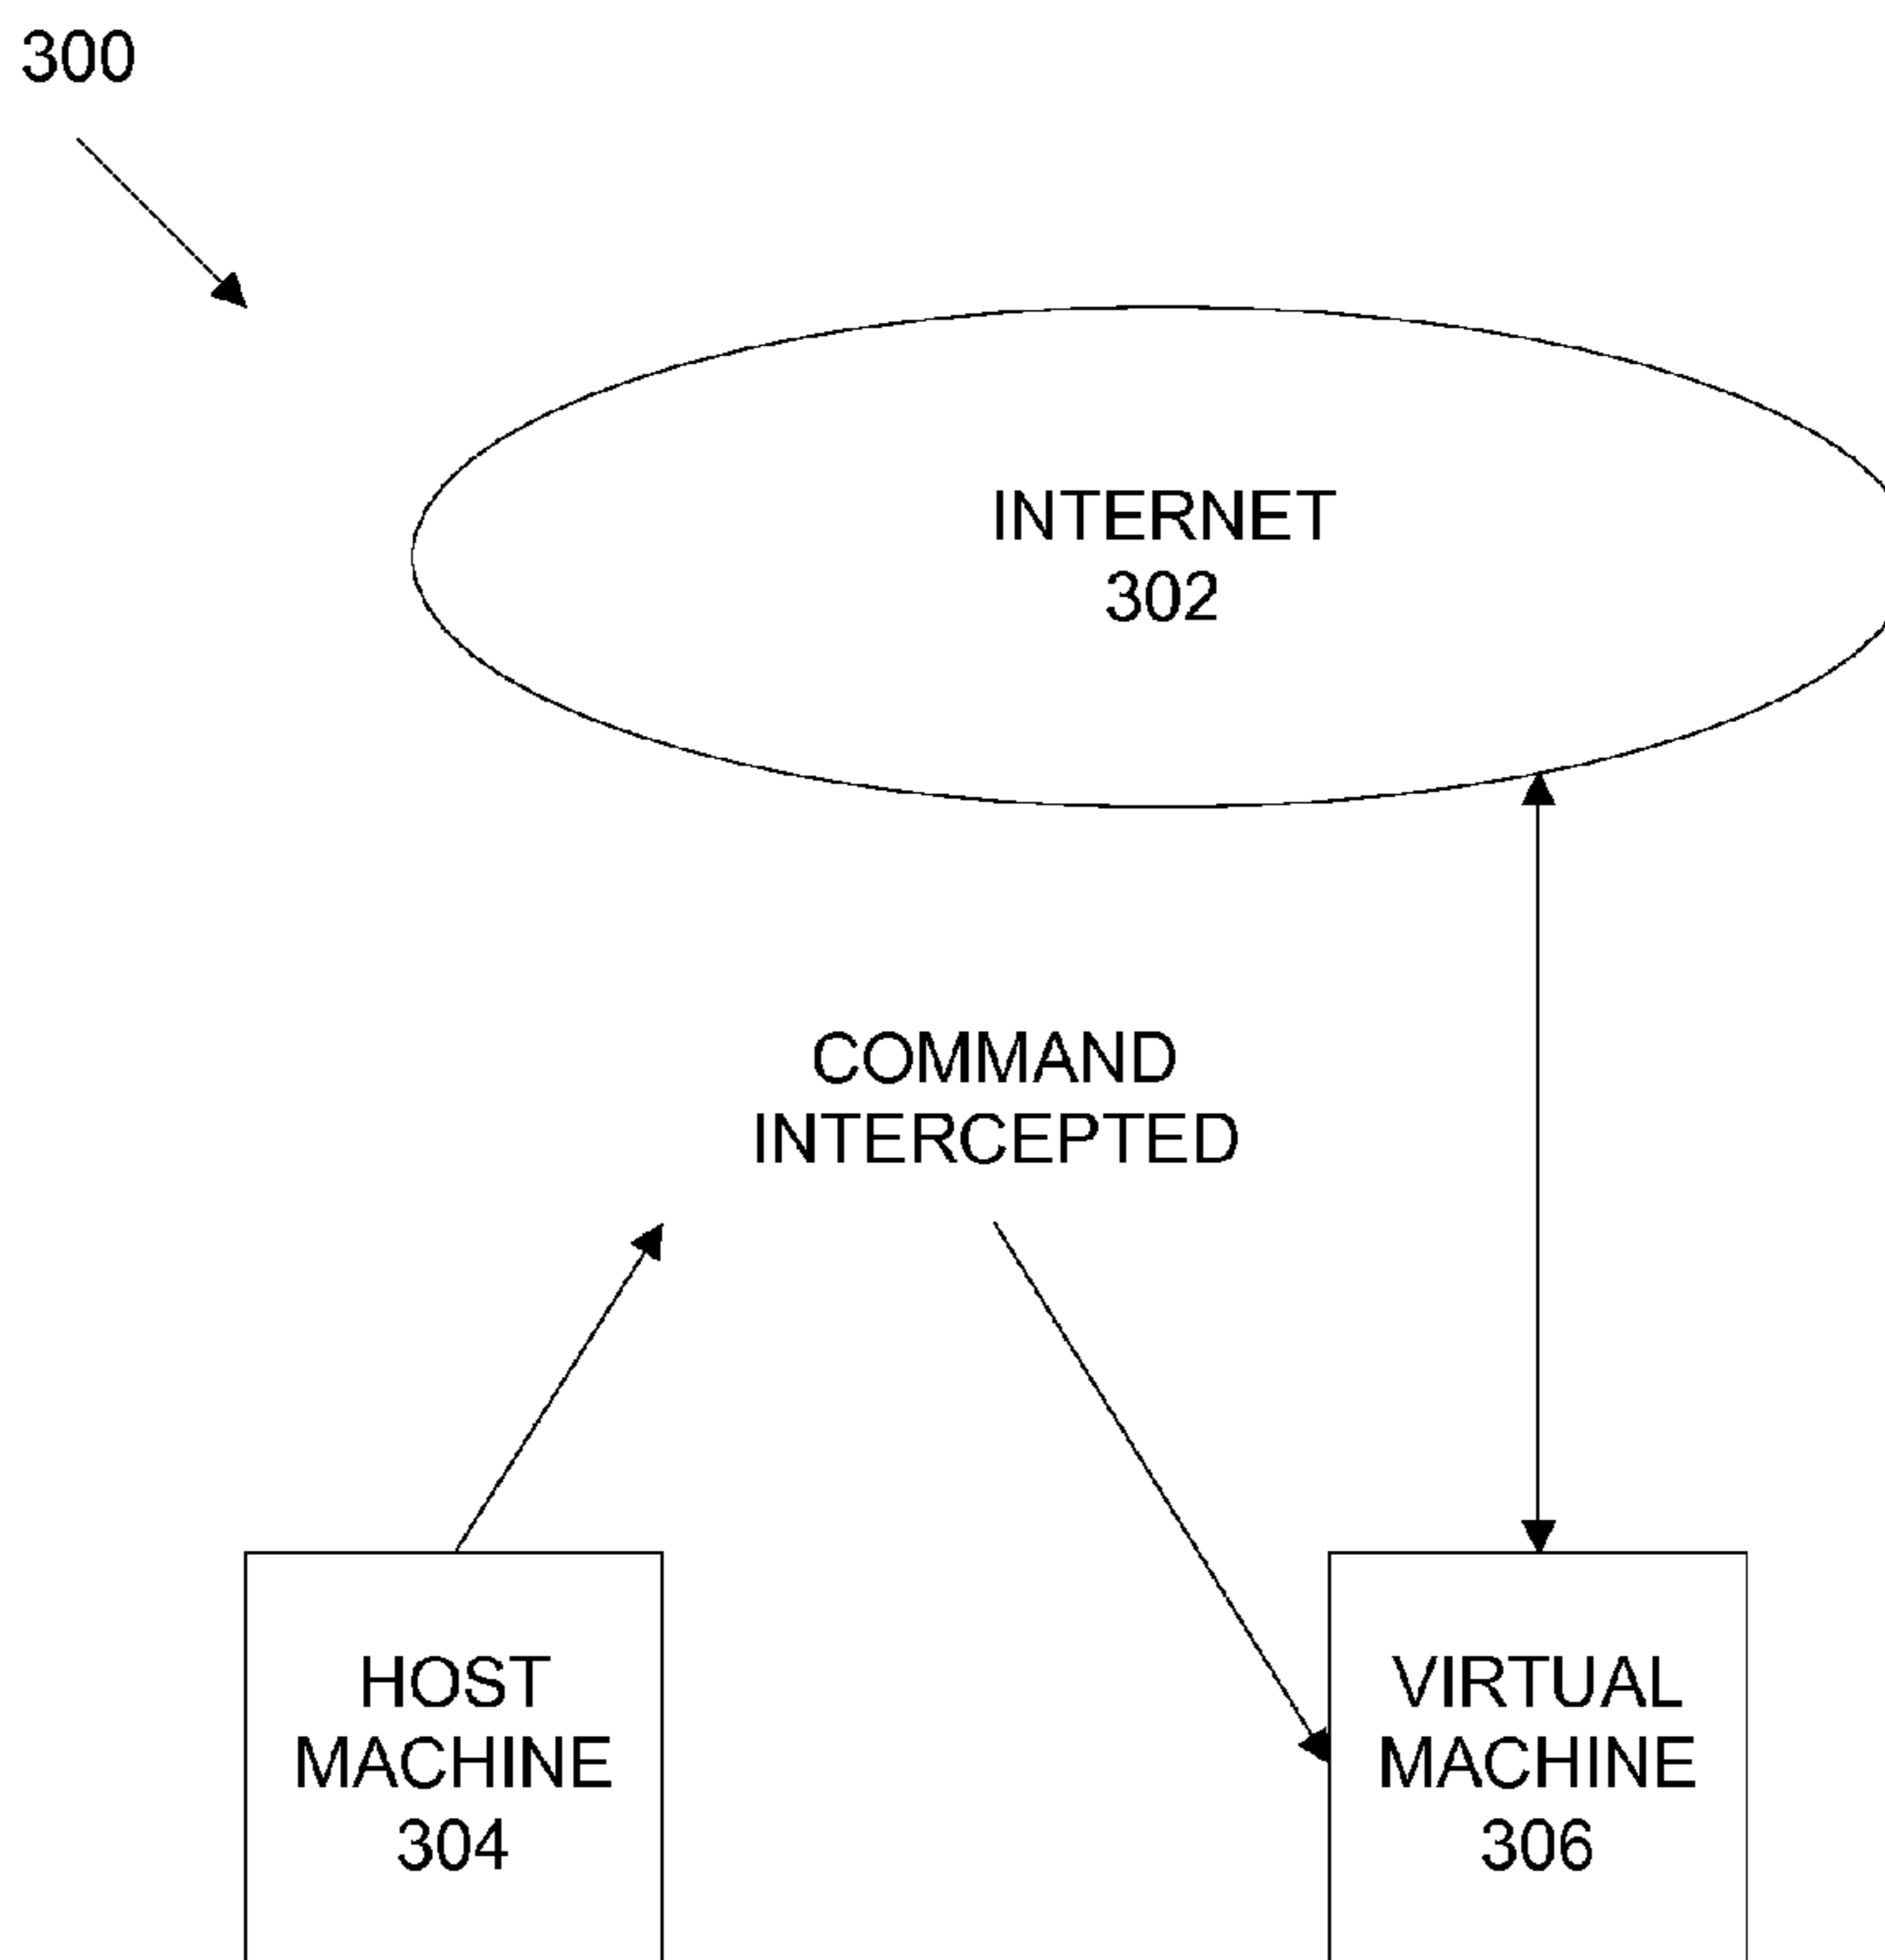 300
INTERNET
302
COMMAND
INTERCEPTED
HOST
MACHINE
304
VIRTUAL
MACHINE
306